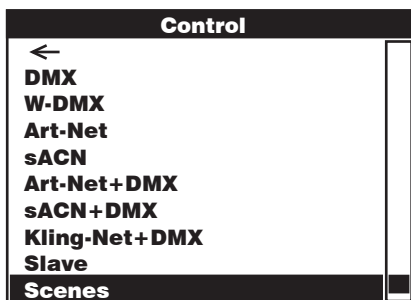 Control
←
DMX
W-DMX
Art-Net
sACN
Art-Net+DMX
sACN+DMX
Kling-Net+DMX
Slave
Scenes